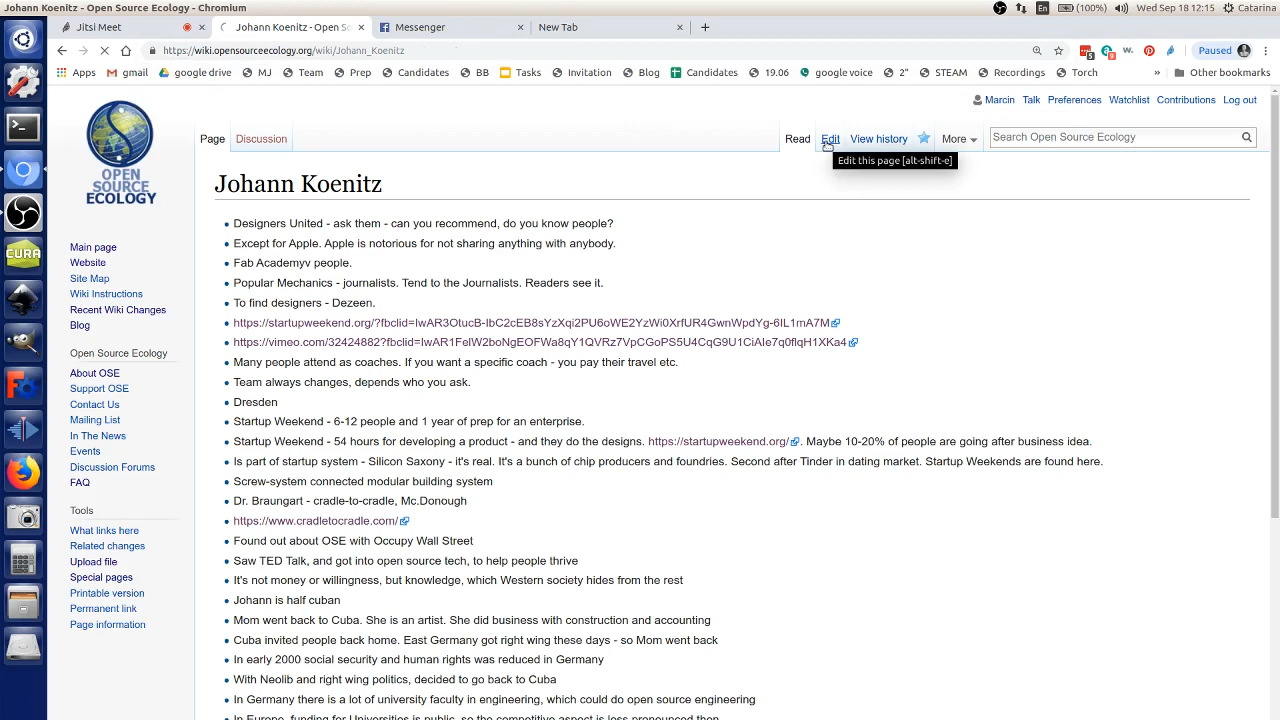 Johann Koenitz - Open Source Ecology - Chromium
En
(100%)
Wed Sep 18 12:15
Catarina
Jitsi Meet
Johann Koenitz - Open So
Messenger
New Tab
https://wiki.opensourceecology.org/wiki/Johann_Koenitz
Paused
Apps
gmail
google drive
MJ
Team
Prep
Candidates
BB
Tasks
Invitation
Blog
Candidates
19.06
google voice
2"
STEAM
Recordings
Torch
»
Other bookmarks
Marcin
Talk
Preferences
Watchlist
Contributions
Log out
Page
Discussion
Read
Edit
View history
More
Search Open Source Ecology
Edit this page [alt-shift-e]
OPEN
SOURCE
ECOLOGY
CURA
Main page
Website
Site Map
Wiki Instructions
Recent Wiki Changes
Blog
Open Source Ecology
About OSE
Support OSE
Contact Us
Mailing List
In The News
Events
Discussion Forums
FAQ
Tools
What links here
Related changes
Upload file
Special pages
Printable version
Permanent link
Page information
Johann Koenitz
Designers United - ask them - can you recommend, do you know people?
Except for Apple. Apple is notorious for not sharing anything with anybody.
Fab Academyv people.
Popular Mechanics - journalists. Tend to the Journalists. Readers see it.
To find designers - Dezeen.
https://startupweekend.org/?fbclid=IwAR3OtucB-IbC2cEB8sYzXqi2PU6oWE2YzWi0XrfUR4GwnWpdYg-6IL1mA7M
https://vimeo.com/32424882?fbclid=IwAR1FelW2boNgEOFWa8qY1QVRz7VpCGoPS5U4CqG9U1CiAIe7q0flqH1XKa4
Many people attend as coaches. If you want a specific coach - you pay their travel etc.
Team always changes, depends who you ask.
Dresden
Startup Weekend - 6-12 people and 1 year of prep for an enterprise.
Startup Weekend - 54 hours for developing a product - and they do the designs. https://startupweekend.org/. Maybe 10-20% of people are going after business idea.
Is part of startup system - Silicon Saxony - it's real. It's a bunch of chip producers and foundries. Second after Tinder in dating market. Startup Weekends are found here.
Screw-system connected modular building system
Dr. Braungart - cradle-to-cradle, Mc.Donough
https://www.cradletocradle.com/
Found out about OSE with Occupy Wall Street
Saw TED Talk, and got into open source tech, to help people thrive
It's not money or willingness, but knowledge, which Western society hides from the rest
Johann is half cuban
Mom went back to Cuba. She is an artist. She did business with construction and accounting
Cuba invited people back home. East Germany got right wing these days - so Mom went back
In early 2000 social security and human rights was reduced in Germany
With Neolib and right wing politics, decided to go back to Cuba
In Germany there is a lot of university faculty in engineering, which could do open source engineering
In Europe, funding for Universities is public, so the competitive aspect is less pronounced then